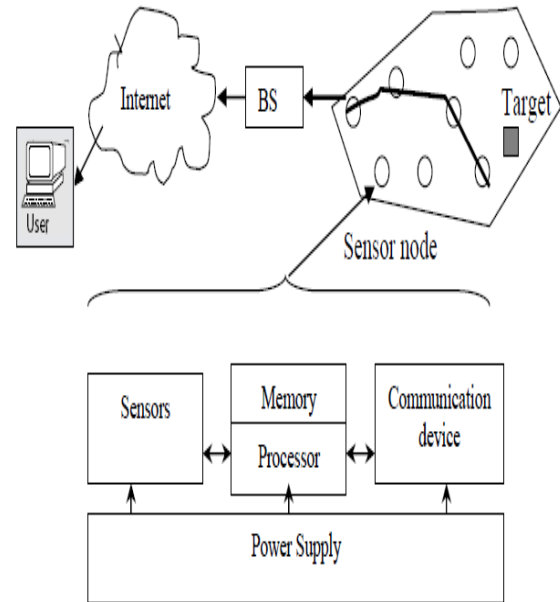 Internet
BS
Target
User
Sensor node
Sensors
Memory
Processor
Communication
device
Power Supply